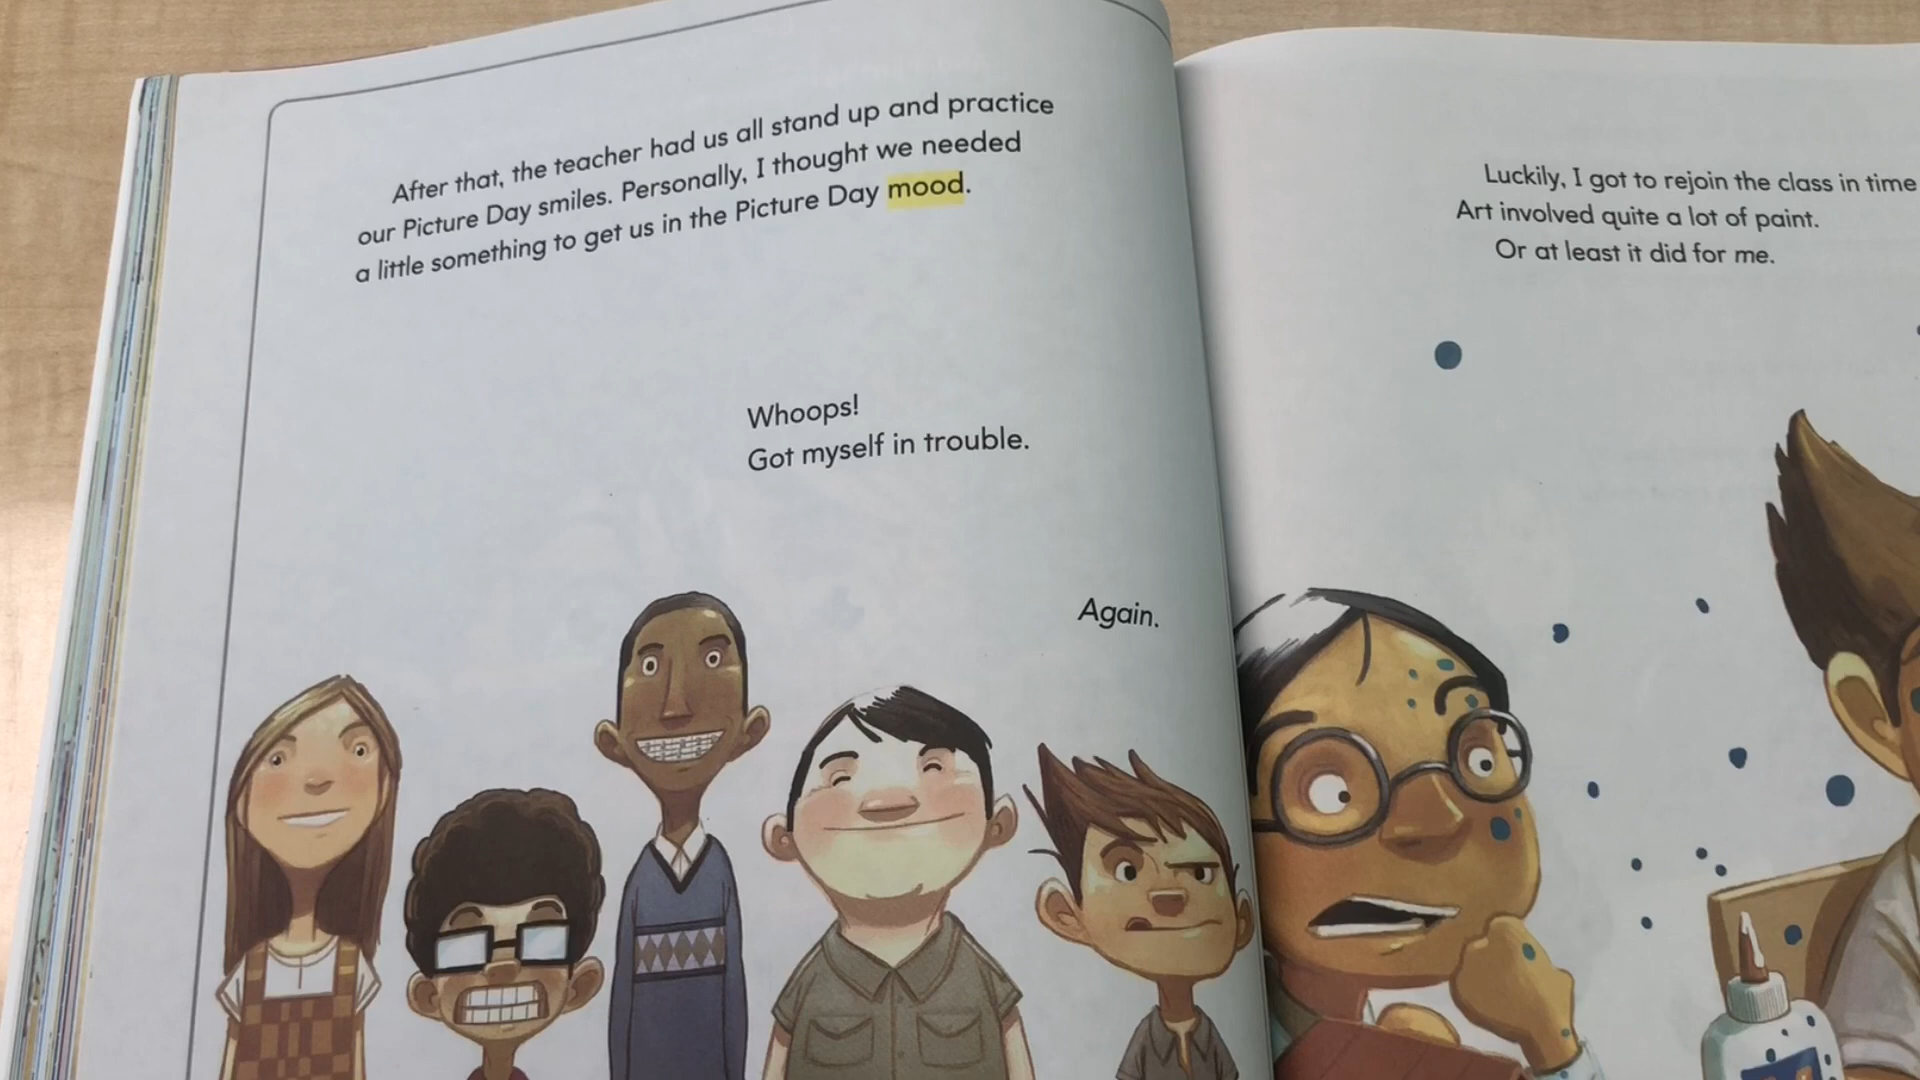 After that, the teacher had us all stand up and practice
our Picture Day smiles. Personally, I thought we needed
a little something to get us in the Picture Day mood.
Whoops!
Got myself in trouble.
Again.
Luckily, I got to rejoin the class in time
Art involved quite a lot of paint.
Or at least it did for me.